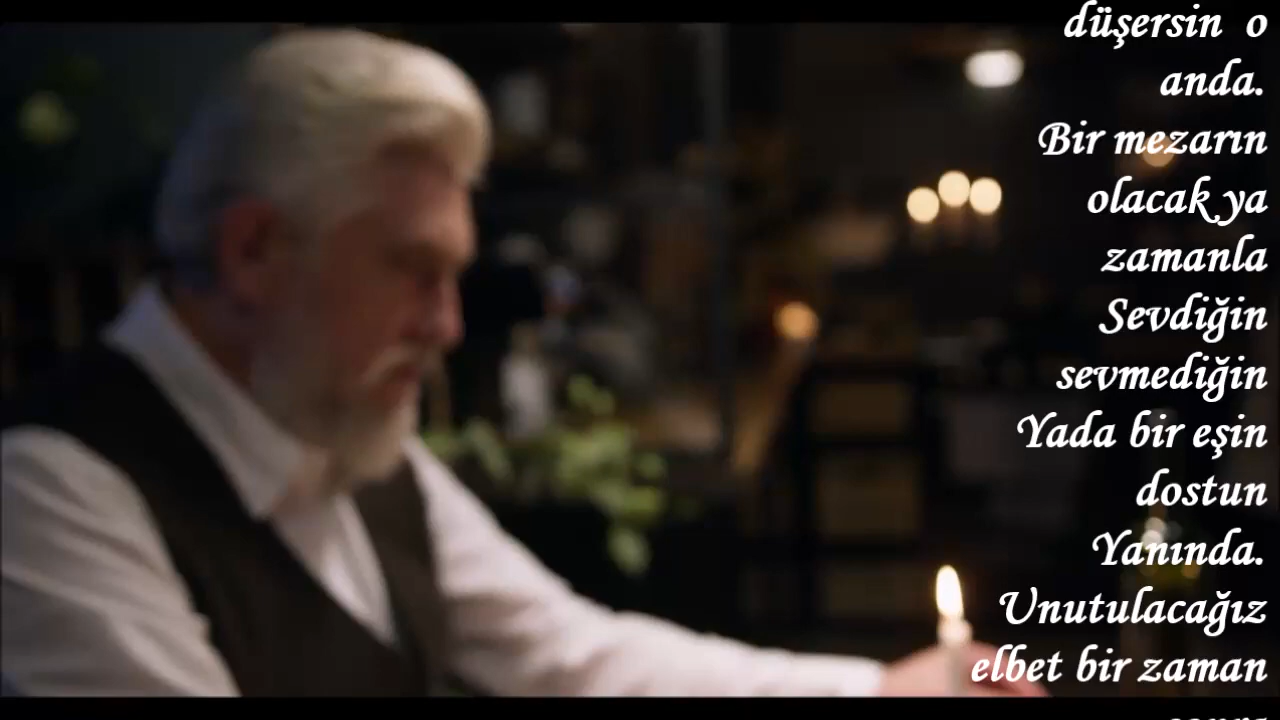 düşersin o
anda.
Bir mezarın
olacak ya
zamanla
Sevdiğin
sevmediğin
Yada bir eşin
dostun
Yanında.
Unutulacağız
elbet bir zaman